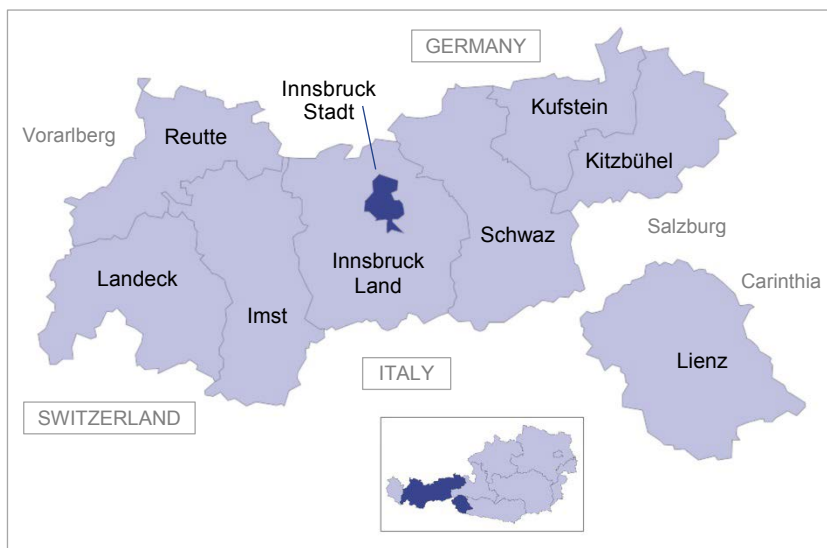 GERMANY
Innsbruck
Stadt
Kufstein
Vorarlberg
Reutte
Kitzbühel
Salzburg
Schwaz
Innsbruck
Land
Landeck
Carinthia
Imst
Lienz
ITALY
SWITZERLAND